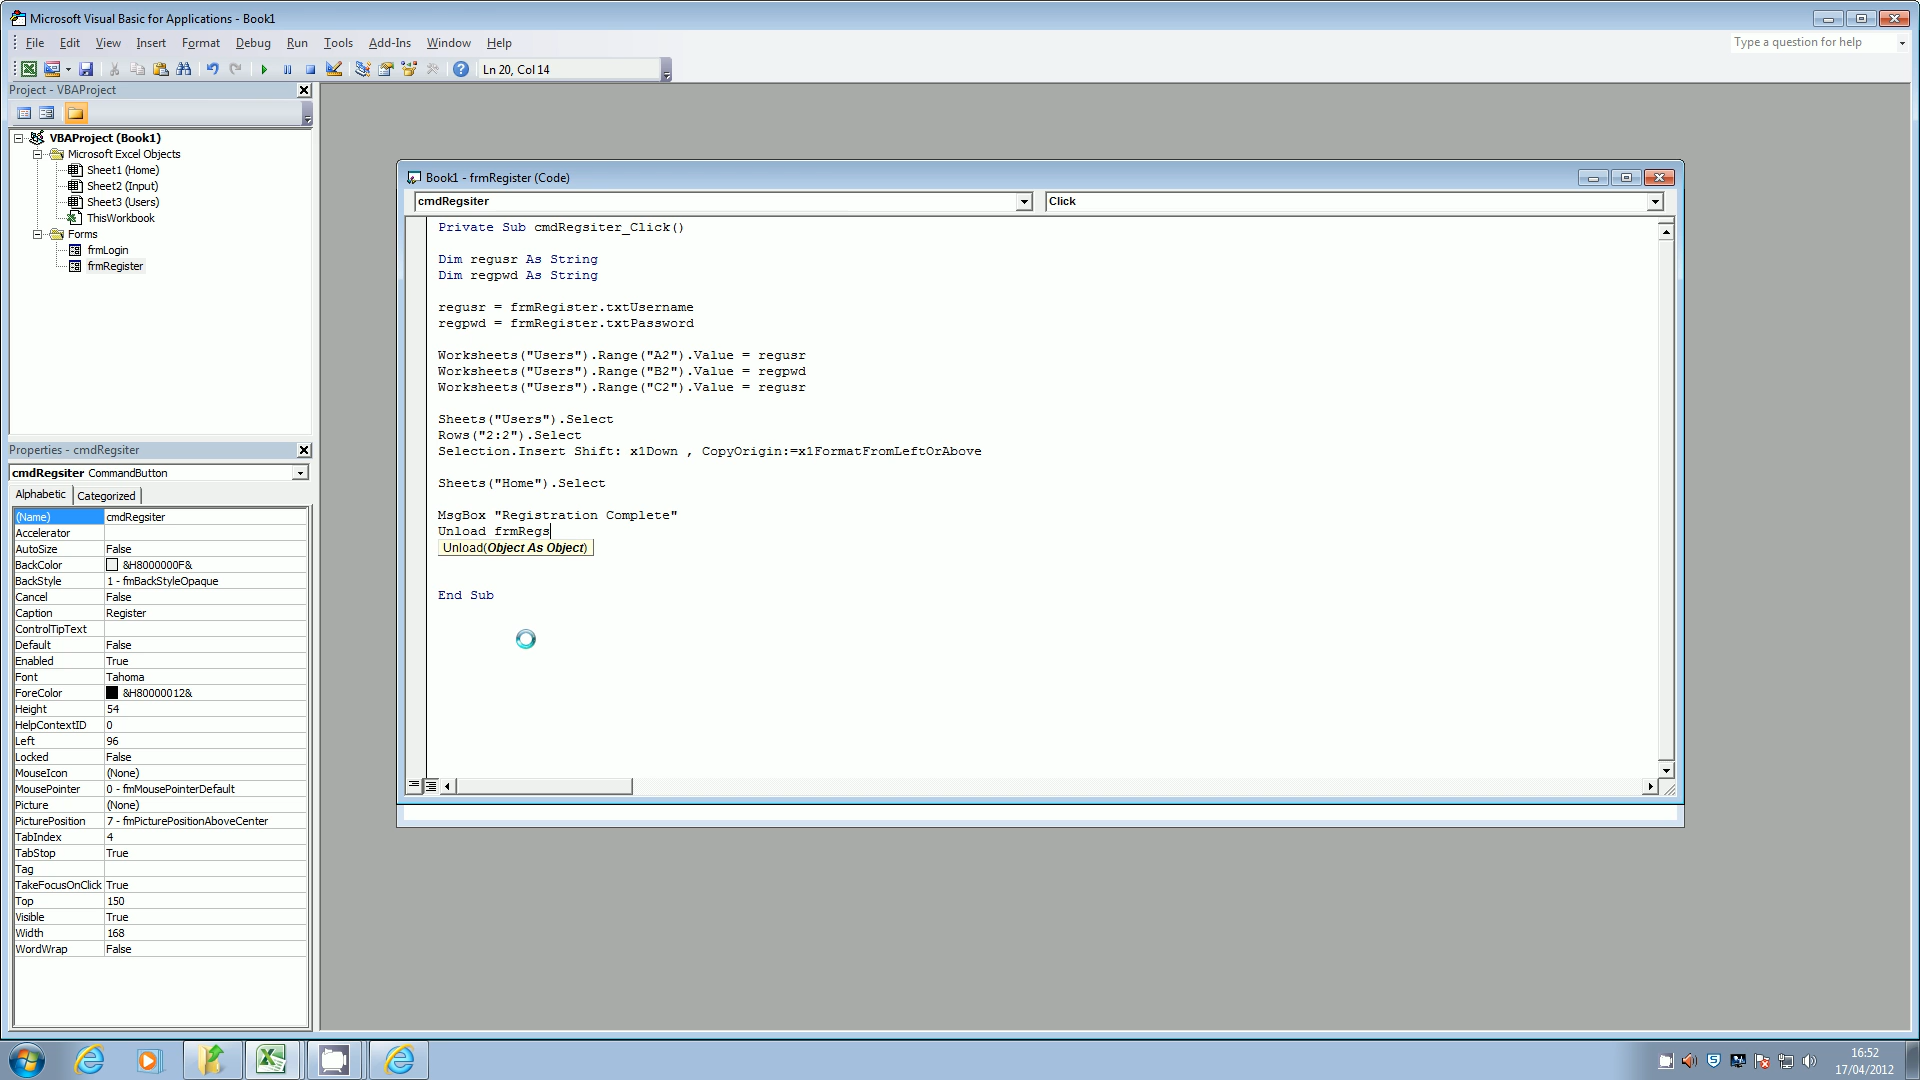 Microsoft Visual Basic for Applications - Book1
File Edit View Insert Format Debug Run Tools Add-Ins Window Help
Type a question for help
Ln 20, Col 14
Project - VBAProject
VBAProject (Book1)
Microsoft Excel Objects
Sheet1 (Home)
Sheet2 (Input)
Sheet3 (Users)
ThisWorkbook
Forms
frmLogin
frmRegister
Properties - cmdRegsiter
cmdRegsiter CommandButton
Alphabetic Categorized
(Name) cmdRegsiter
Accelerator
AutoSize False
BackColor &H8000000F&
BackStyle 1 - fmBackStyleOpaque
Cancel False
Caption Register
ControlTipText
Default False
Enabled True
Font Tahoma
ForeColor &H80000012&
Height 54
HelpContextID 0
Left 96
Locked False
MouseIcon (None)
MousePointer 0 - fmMousePointerDefault
Picture (None)
PicturePosition 7 - fmPicturePositionAboveCenter
TabIndex 4
TabStop True
Tag
TakeFocusOnClick True
Top 150
Visible True
Width 168
WordWrap False
Book1 - frmRegister (Code)
cmdRegsiter Click
Private Sub cmdRegsiter_Click()
Dim regusr As String
Dim regpwd As String
regusr = frmRegister.txtUsername
regpwd = frmRegister.txtPassword
Worksheets("Users").Range("A2").Value = regusr
Worksheets("Users").Range("B2").Value = regpwd
Worksheets("Users").Range("C2").Value = regusr
Sheets("Users").Select
Rows("2:2").Select
Selection.Insert Shift: x1Down , CopyOrigin:=x1FormatFromLeftOrAbove
Sheets("Home").Select
MsgBox "Registration Complete"
Unload frmRegs
Unload(Object As Object)
End Sub
16:52
17/04/2012